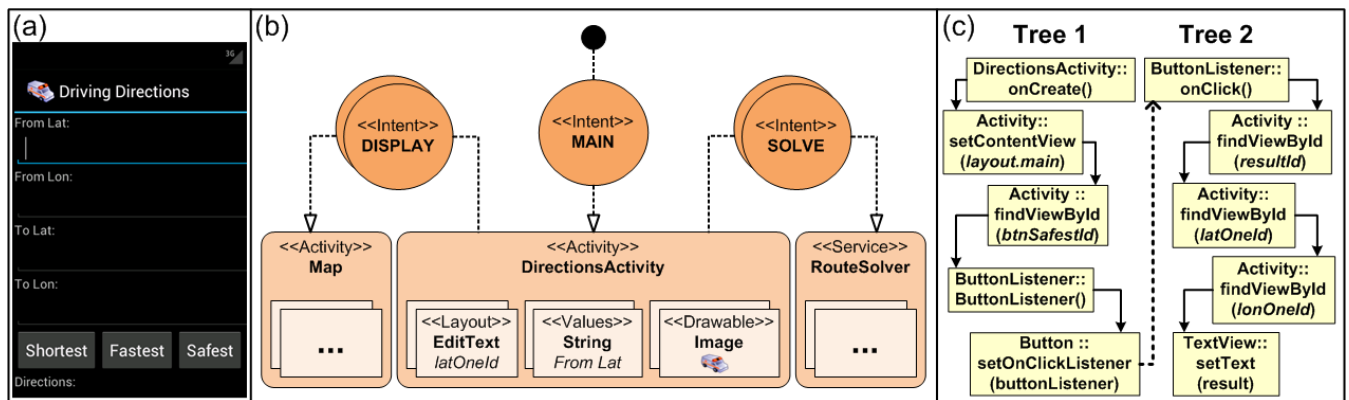 (a)
3G
Driving Directions
From Lat:
From Lon:
To Lat:
To Lon:
Shortest
Fastest
Safest
Directions:
(b)
<<Intent>>
DISPLAY
<<Intent>>
MAIN
<<Intent>>
SOLVE
<<Activity>>
Map
...
<<Activity>>
DirectionsActivity
<<Layout>>
EditText
latOneId
<<Values>>
String
From Lat
<<Drawable>>
Image
<<Service>>
RouteSolver
...
(c)
Tree 1
DirectionsActivity::
onCreate()
Activity::
setContentView
(layout.main)
Activity ::
findViewById
(btnSafestId)
ButtonListener::
ButtonListener()
Button ::
setOnClickListener
(buttonListener)
Tree 2
ButtonListener::
onClick()
Activity ::
findViewById
(resultId)
Activity::
findViewById
(latOneId)
Activity::
findViewById
(lonOneId)
TextView::
setText
(result)